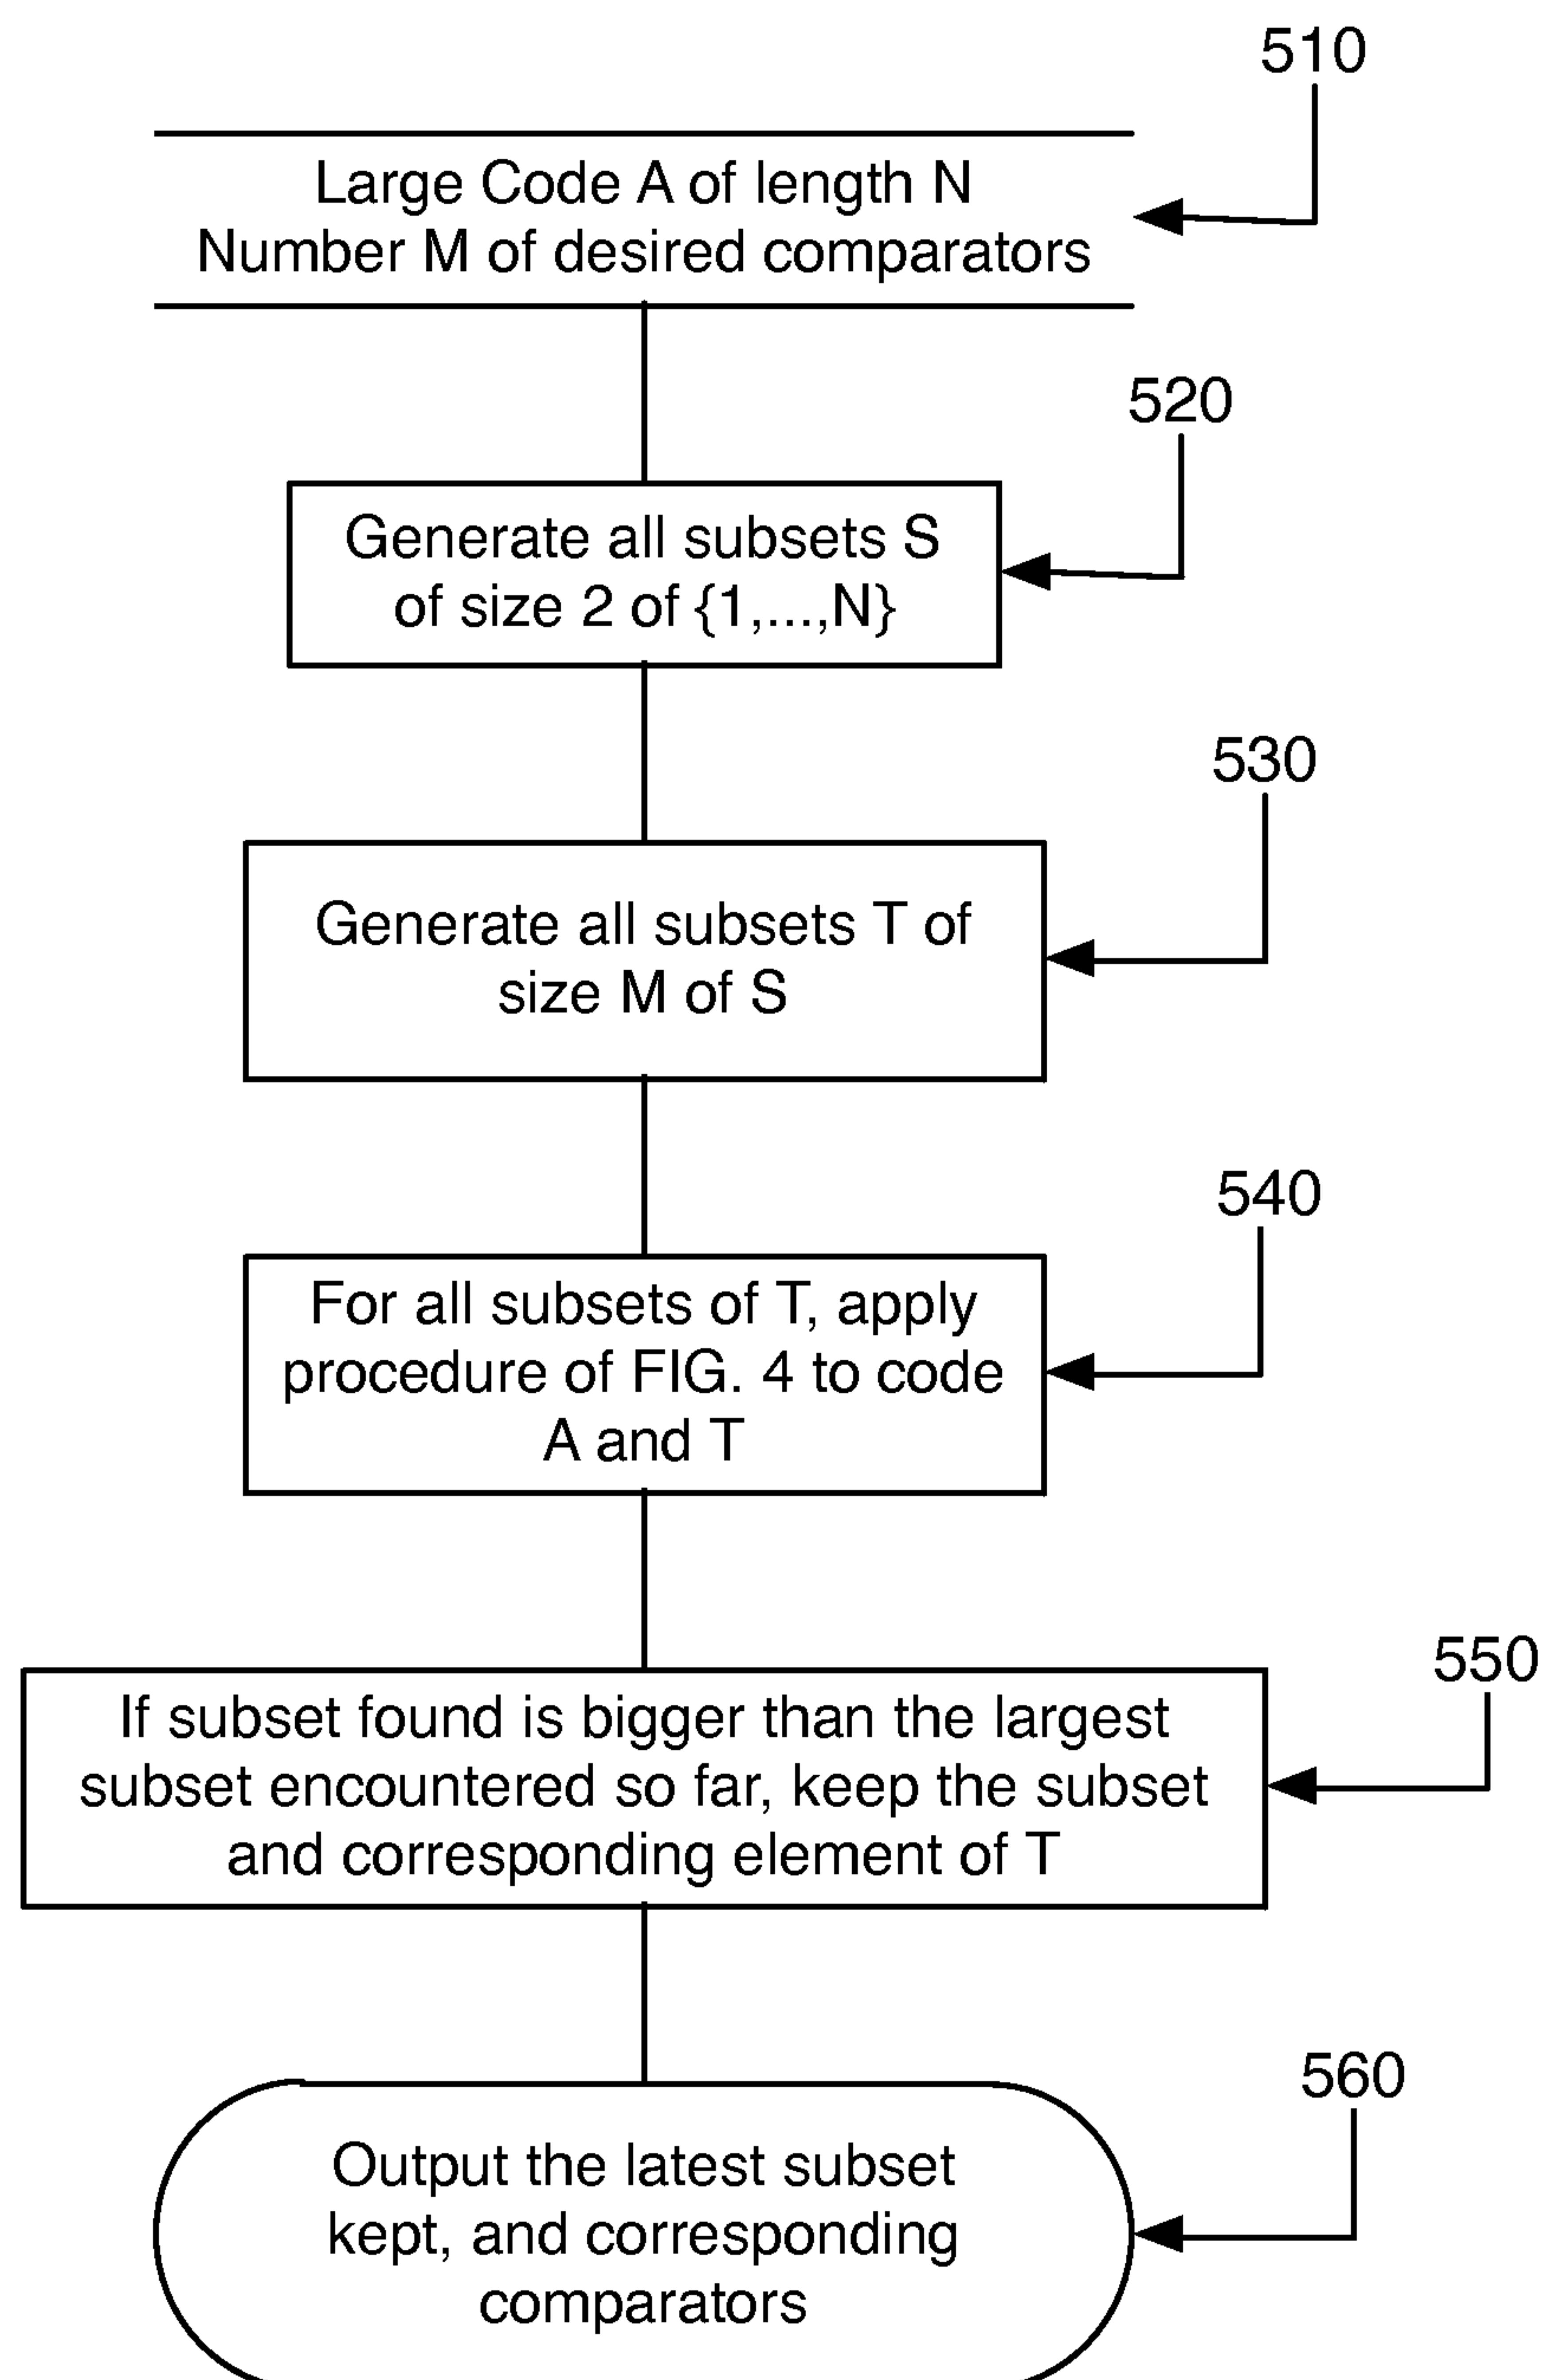 510
Large Code A of length N
Number M of desired comparators
520
Generate all subsets S
of size 2 of {1,...,N}
530
Generate all subsets T of
size M of S
540
For all subsets of T, apply
procedure of FIG. 4 to code
A and T
550
If subset found is bigger than the largest
subset encountered so far, keep the subset
and corresponding element of T
560
Output the latest subset
kept, and corresponding
comparators